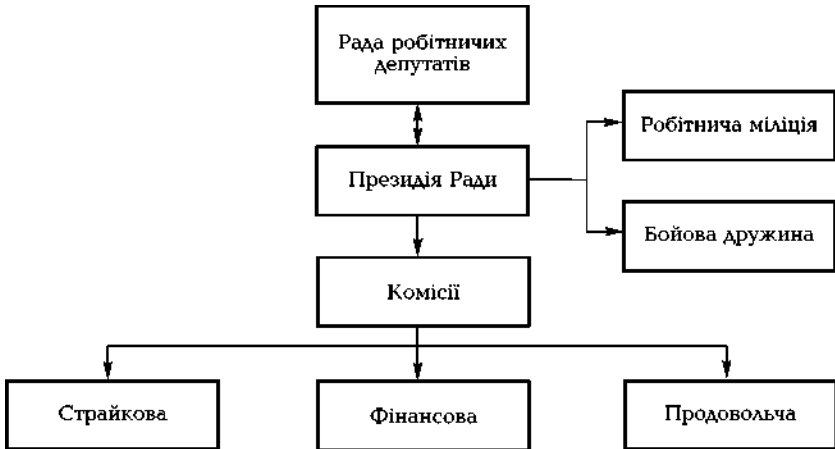 Рада робітничих
депутатів
Робітнича міліція
Президія Ради
Бойова дружина
Комісії
Страйкова
Фінансова
Продовольча